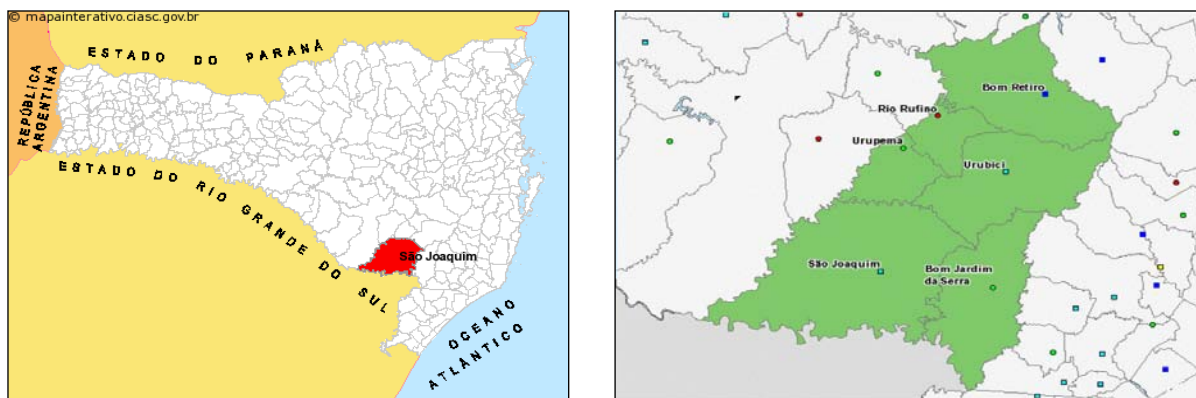 © mapainterativo.ciasc.gov.br
ESTADO DO PARANÁ
REPÚBLICA
ARGENTINA
ESTADO DO RIO GRANDE DO SUL
São Joaquim
OCEANO
ATLÂNTICO
Bom Retiro
Rio Rufino
Urupema
Urubici
São Joaquim
Bom Jardim
da Serra